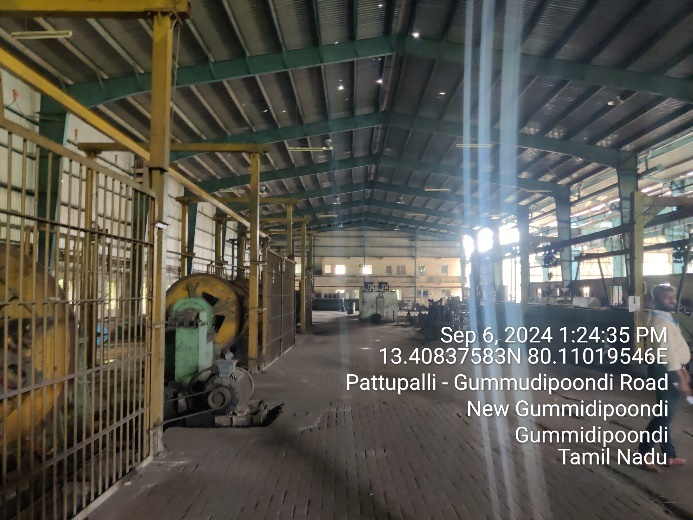 Sep 6, 2024 1:24:35 PM
13.40837583N 80.11019546E
Pattupalli - Gummudipoondi Road
New Gummidipoondi
Gummidipoondi
Tamil Nadu